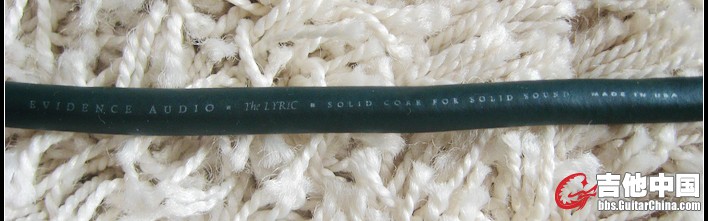 EVIDENCE AUDIO ■ The LYRIC ■ SOLID CORE FOR SOLID SOUND MADE IN USA
吉他中国
bbs.GuitarChina.com